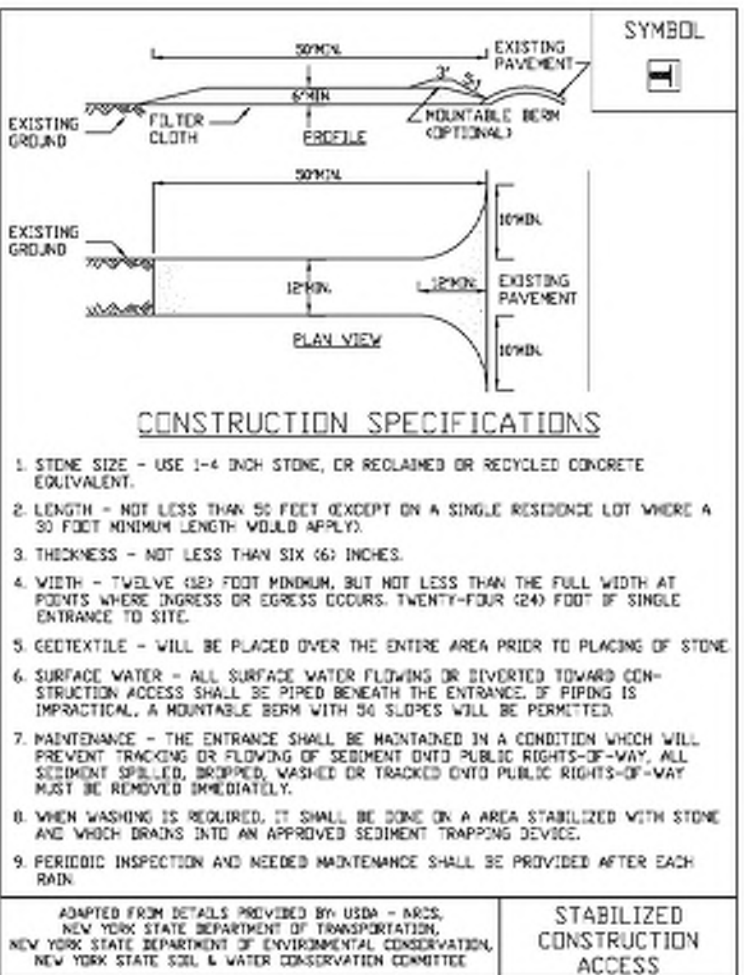 SYMBOL
50'MIN.
EXISTING
PAVEMENT
3'
6"MIN
EXISTING
GROUND
FILTER
CLOTH
PROFILE
MOUNTABLE BERM
(OPTIONAL)
50'MIN.
10'MIN.
EXISTING
GROUND
12'MIN.
12'MIN.
EXISTING
PAVEMENT
PLAN VIEW
10'MIN.
CONSTRUCTION SPECIFICATIONS
1. STONE SIZE - USE 1-4 INCH STONE, OR RECLAIMED OR RECYCLED CONCRETE
EQUIVALENT.
2. LENGTH - NOT LESS THAN 50 FEET (EXCEPT ON A SINGLE RESIDENCE LOT WHERE A
30 FOOT MINIMUM LENGTH WOULD APPLY).
3. THICKNESS - NOT LESS THAN SIX (6) INCHES.
4. WIDTH - TWELVE (12) FOOT MINIMUM, BUT NOT LESS THAN THE FULL WIDTH AT
POINTS WHERE INGRESS OR EGRESS OCCURS. TWENTY-FOUR (24) FOOT IF SINGLE
ENTRANCE TO SITE.
5. GEOTEXTILE - WILL BE PLACED OVER THE ENTIRE AREA PRIOR TO PLACING OF STONE.
6. SURFACE WATER - ALL SURFACE WATER FLOWING OR DIVERTED TOWARD CON-
STRUCTION ACCESS SHALL BE PIPED BENEATH THE ENTRANCE. IF PIPING IS
IMPRACTICAL, A MOUNTABLE BERM WITH SLOPES WILL BE PERMITTED.
7. MAINTENANCE - THE ENTRANCE SHALL BE MAINTAINED IN A CONDITION WHICH WILL
PREVENT TRACKING OR FLOWING OF SEDIMENT ONTO PUBLIC RIGHTS-OF-WAY, ALL
SEDIMENT SPILLED, DROPPED, WASHED OR TRACKED ONTO PUBLIC RIGHTS-OF-WAY
MUST BE REMOVED IMMEDIATELY.
8. WHEN WASHING IS REQUIRED, IT SHALL BE DONE ON A AREA STABILIZED WITH STONE
AND WHICH DRAINS INTO AN APPROVED SEDIMENT TRAPPING DEVICE.
9. PERIODIC INSPECTION AND NEEDED MAINTENANCE SHALL BE PROVIDED AFTER EACH
RAIN.
ADAPTED FROM DETAILS PROVIDED BY: USDA - NRCS,
NEW YORK STATE DEPARTMENT OF TRANSPORTATION,
NEW YORK STATE DEPARTMENT OF ENVIRONMENTAL CONSERVATION,
NEW YORK STATE SOIL & WATER CONSERVATION COMMITTEE
STABILIZED
CONSTRUCTION
ACCESS